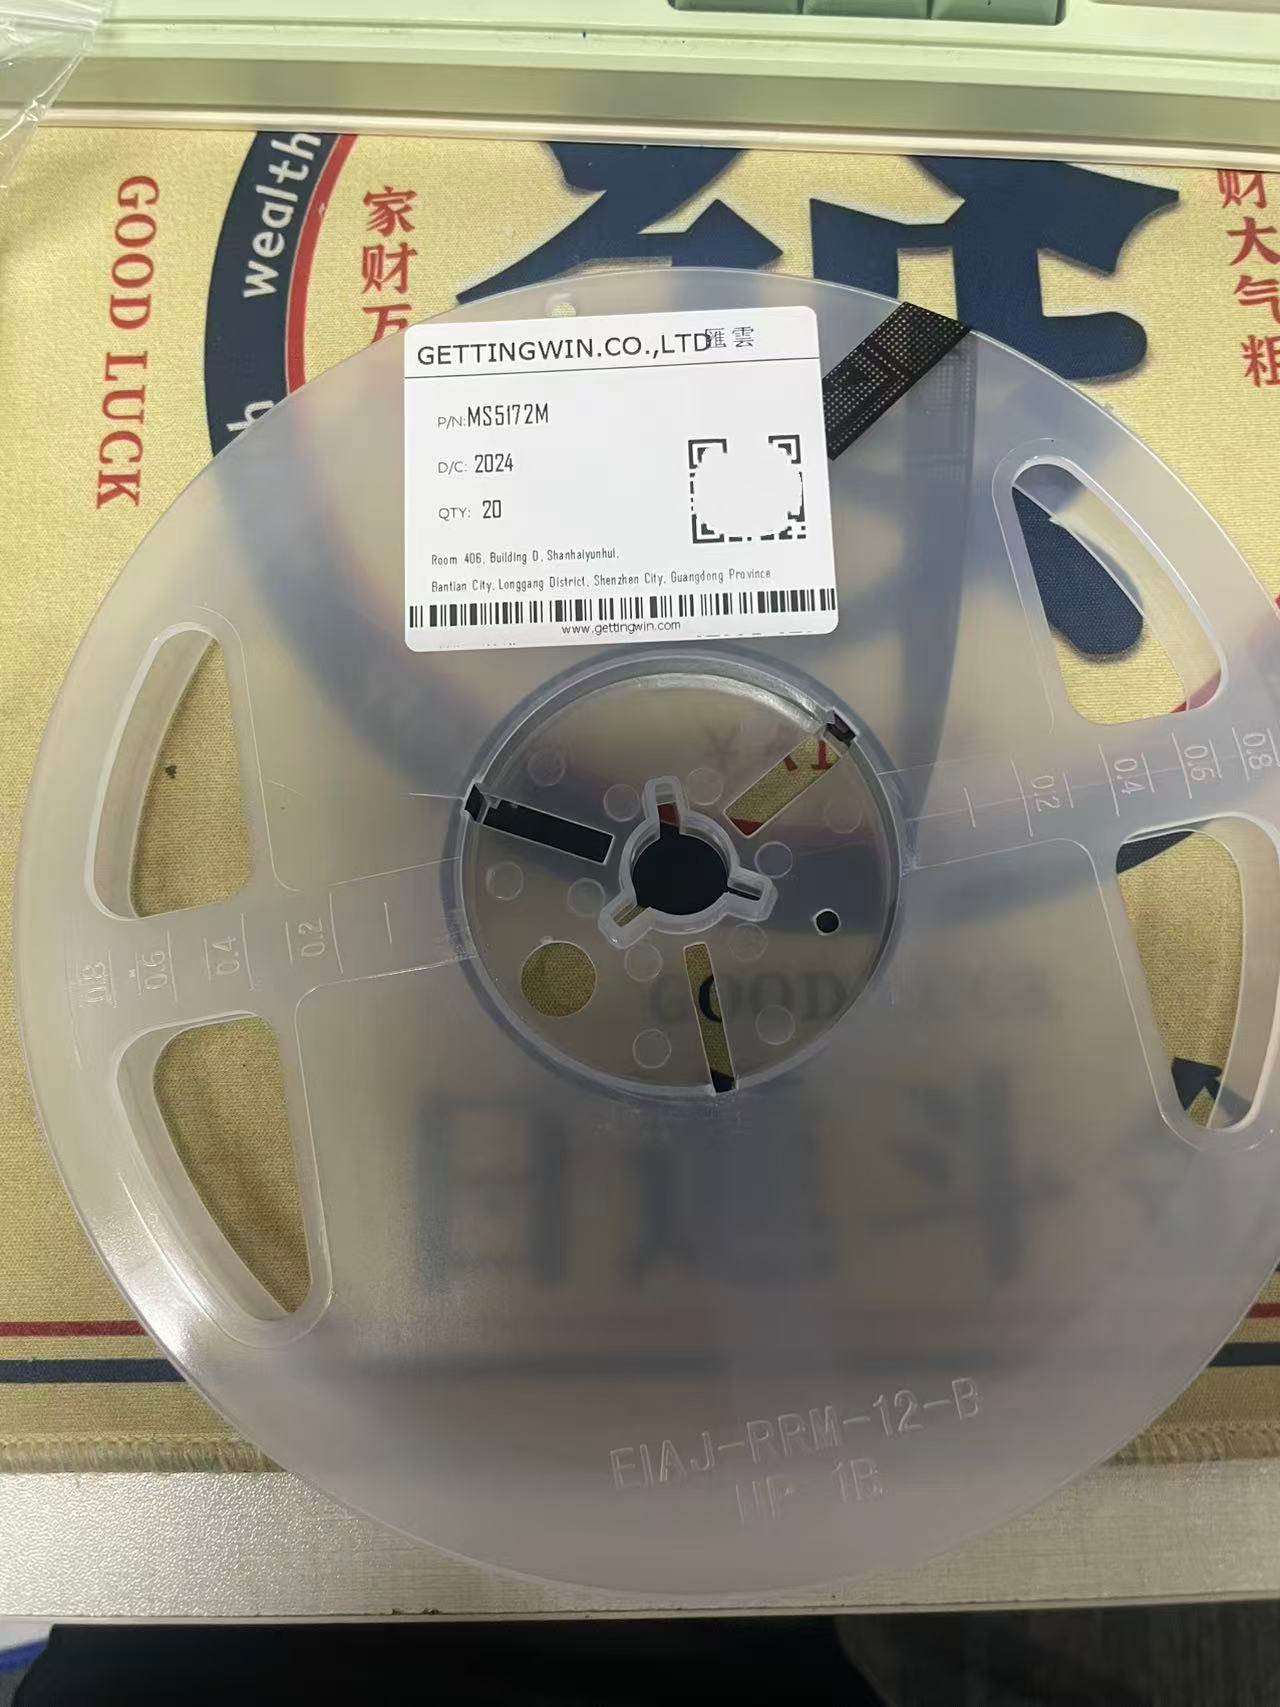 GOOD LUCK
wealth
家财万
财大气粗
GETTINGWIN.CO.,LTD 匯雲
P/N:MS5172M
D/C: 2024
QTY: 20
Room 406, Building D, Shanhaiyunhui,
Bantian City, Longgang District, Shenzhen City, Guangdong Province
www.gettingwin.com
0.2
0.4
0.6
0.8
0.8
0.6
0.4
0.2
GOOD
EIAJ-RRM-12-B